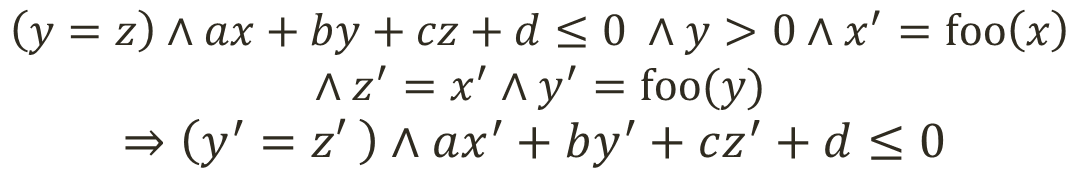 (y = z) ∧ ax + by + cz + d ≤ 0 ∧ y > 0 ∧ x′ = foo(x)
∧ z′ = x′ ∧ y′ = foo(y)
⇒ (y′ = z′) ∧ ax′ + by′ + cz′ + d ≤ 0